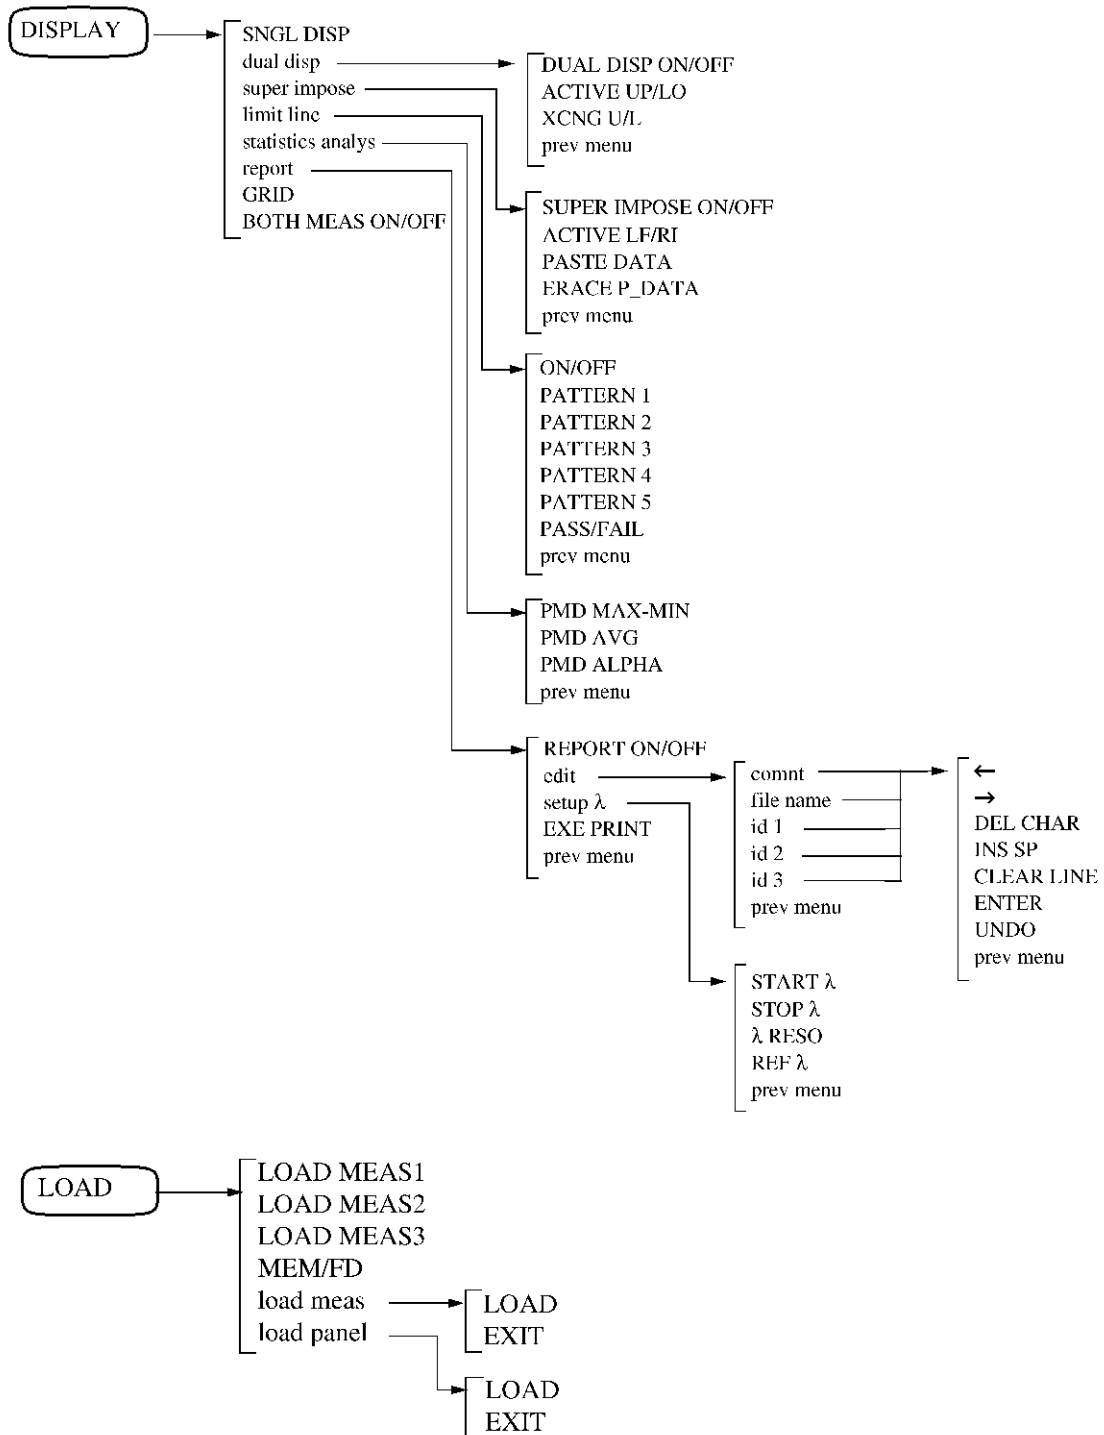 DISPLAY
SNGL DISP
dual disp
super impose
limit line
statistics analys
report
GRID
BOTH MEAS ON/OFF
DUAL DISP ON/OFF
ACTIVE UP/LO
XCNG U/L
prev menu
SUPER IMPOSE ON/OFF
ACTIVE LF/RI
PASTE DATA
ERACE P_DATA
prev menu
ON/OFF
PATTERN 1
PATTERN 2
PATTERN 3
PATTERN 4
PATTERN 5
PASS/FAIL
prev menu
PMD MAX-MIN
PMD AVG
PMD ALPHA
prev menu
REPORT ON/OFF
edit
setup λ
EXE PRINT
prev menu
comnt
file name
id 1
id 2
id 3
prev menu
←
→
DEL CHAR
INS SP
CLEAR LINE
ENTER
UNDO
prev menu
START λ
STOP λ
λ RESO
REF λ
prev menu
LOAD
LOAD MEAS1
LOAD MEAS2
LOAD MEAS3
MEM/FD
load meas
load panel
LOAD
EXIT
LOAD
EXIT